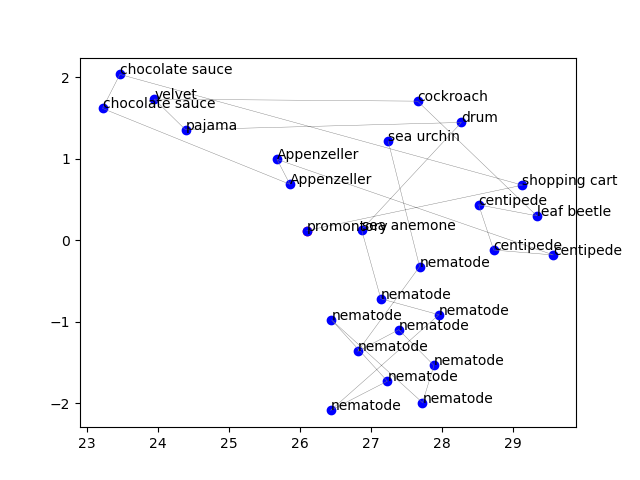 chocolate sauce
velvet
chocolate sauce
cockroach
pajama
drum
sea urchin
Appenzeller
Appenzeller
shopping cart
centipede
leaf beetle
promontory
sea anemone
centipede
centipede
nematode
nematode
nematode
nematode
nematode
nematode
nematode
nematode
nematode
nematode
2
1
0
−1
−2
23 24 25 26 27 28 29